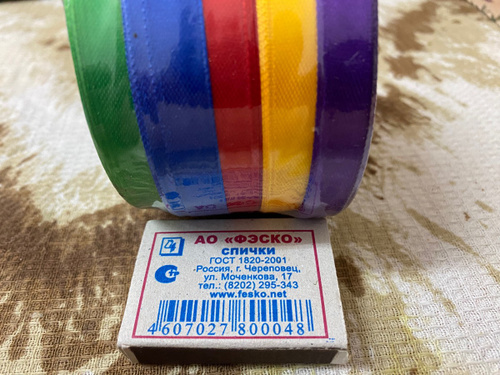 АО «ФЭСКО»
СПИЧКИ
ГОСТ 1820-2001
Россия, г. Череповец,
ул. Моченкова, 17
тел.: (8202) 295-343
www.fesko.net
4 607027 800048